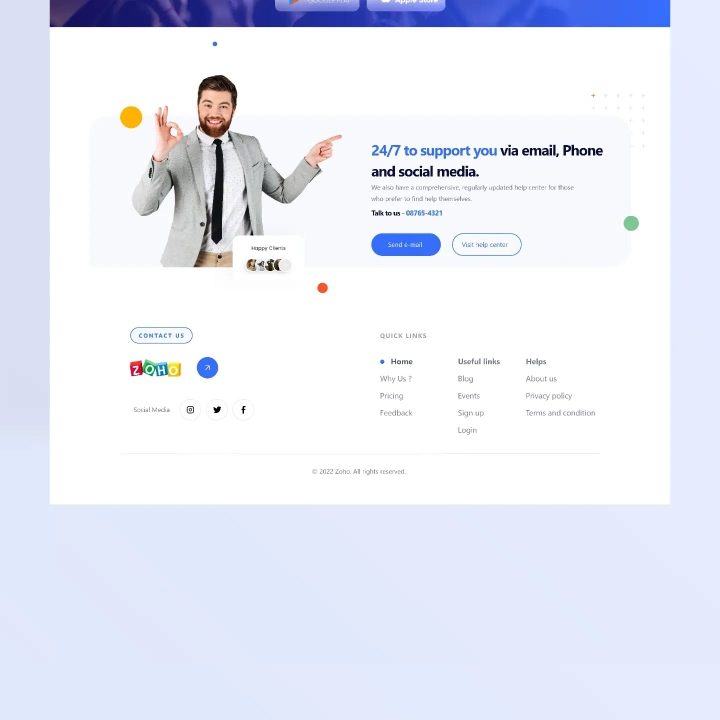 Apple Store
24/7 to support you via email, Phone
and social media.
We also have a comprehensive, regularly updated help center for those
who prefer to find help themselves.
Talk to us - 08765-4321
Send e-mail
Visit help center
Happy Clients
CONTACT US
QUICK LINKS
ZOHO
Home
Useful links
Helps
Why Us ?
Blog
About us
Pricing
Events
Privacy policy
Social Media
Feedback
Sign up
Terms and condition
Login
© 2022 Zoho. All rights reserved.